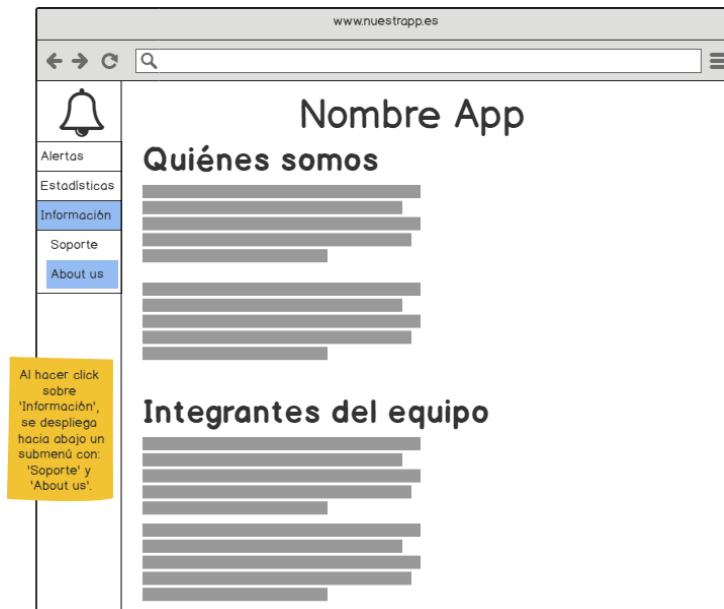 www.nuestrapp.es
Nombre App
Alertas
Estadísticas
Información
Soporte
About us
Quiénes somos
Al hacer click
sobre
'Información',
se despliega
hacia abajo un
submenú con:
'Soporte' y
'About us'.
Integrantes del equipo